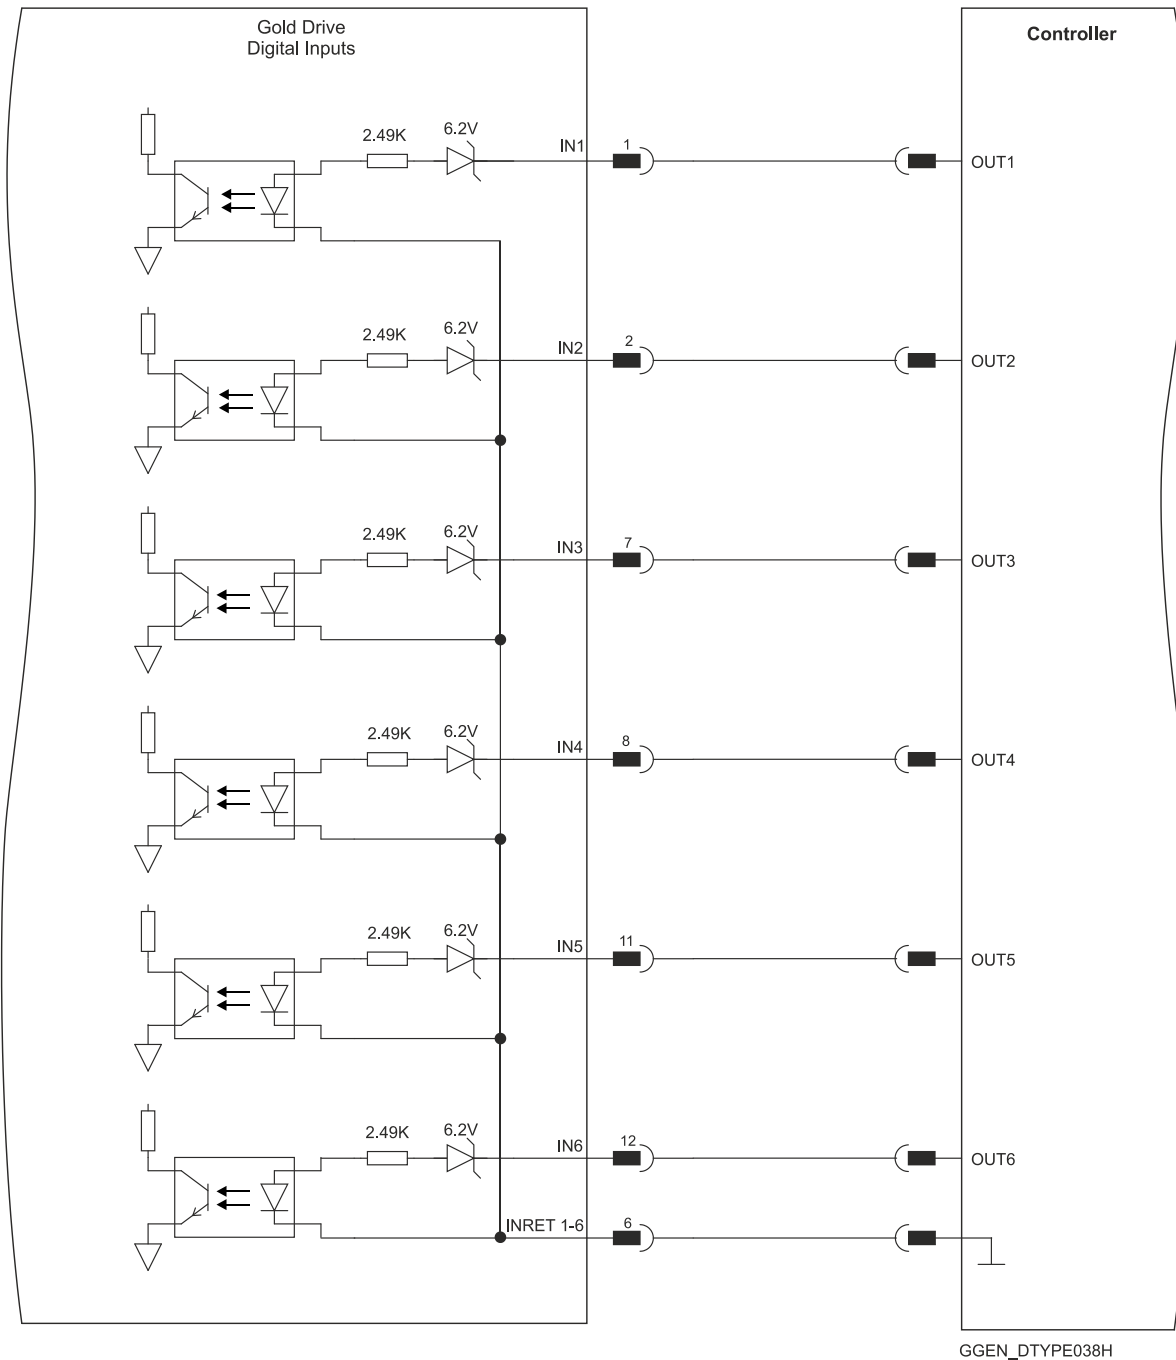 Gold Drive
Digital Inputs
Controller
2.49K
6.2V
IN1
1
OUT1
2.49K
6.2V
IN2
2
OUT2
2.49K
6.2V
IN3
7
OUT3
2.49K
6.2V
IN4
8
OUT4
2.49K
6.2V
IN5
11
OUT5
2.49K
6.2V
IN6
12
OUT6
INRET 1-6
6
GGEN_DTYPE038H